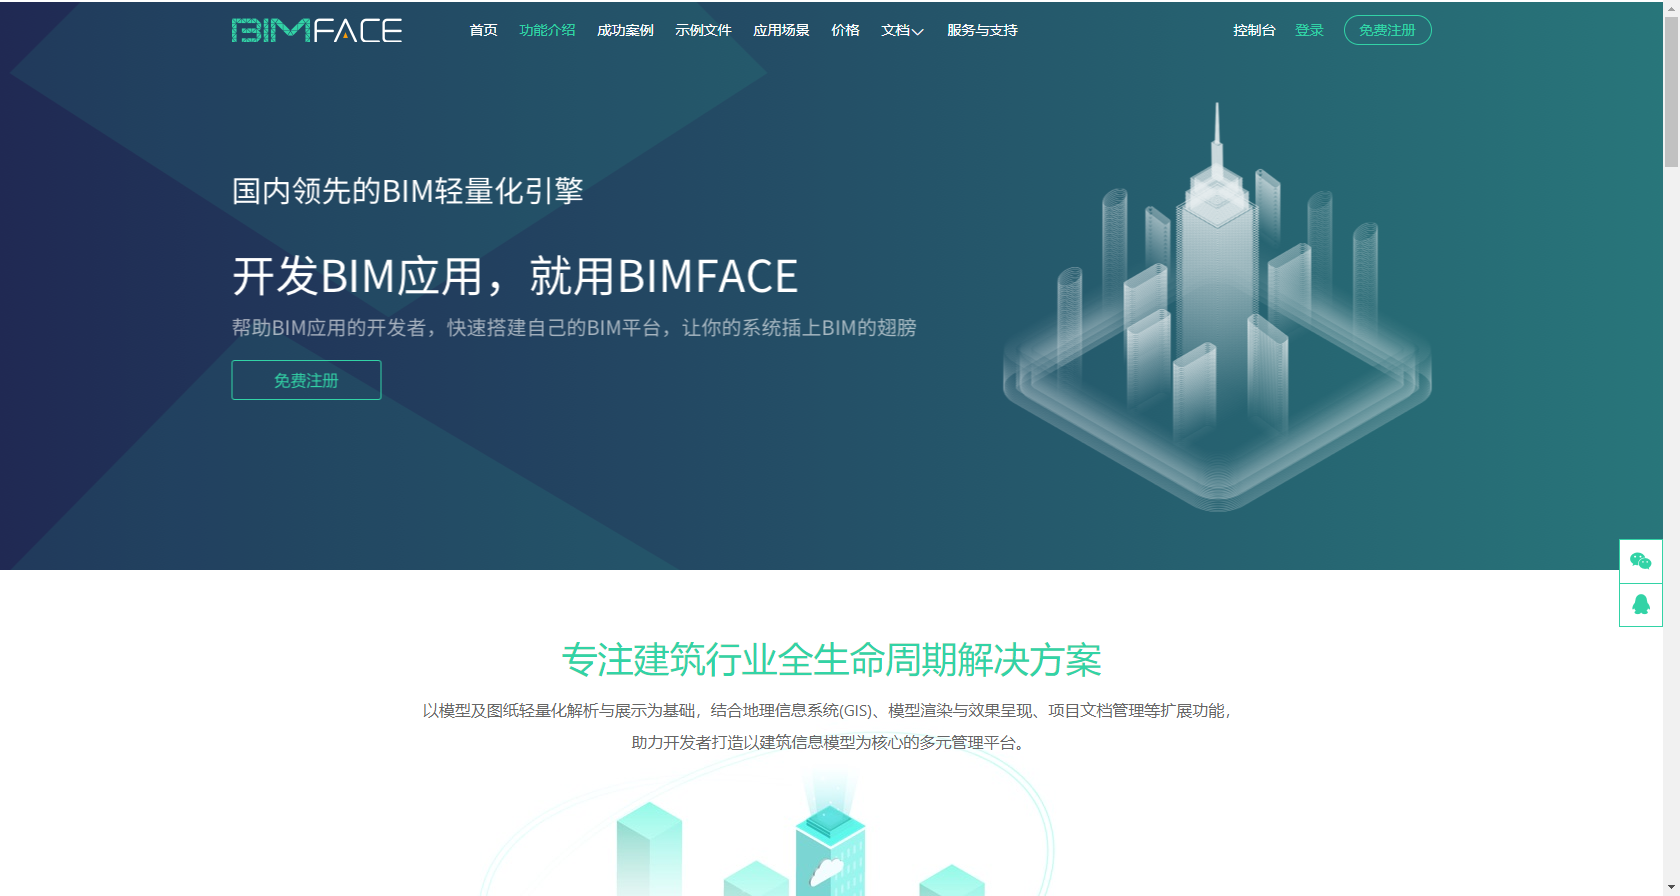 BIMFACE
首页 功能介绍 成功案例 示例文件 应用场景 价格 文档 服务与支持 控制台 登录 免费注册
国内领先的BIM轻量化引擎
开发BIM应用，就用BIMFACE
帮助BIM应用的开发者，快速搭建自己的BIM平台，让你的系统插上BIM的翅膀
免费注册
专注建筑行业全生命周期解决方案
以模型及图纸轻量化解析与展示为基础，结合地理信息系统(GIS)、模型渲染与效果呈现、项目文档管理等扩展功能，
助力开发者打造以建筑信息模型为核心的多元管理平台。